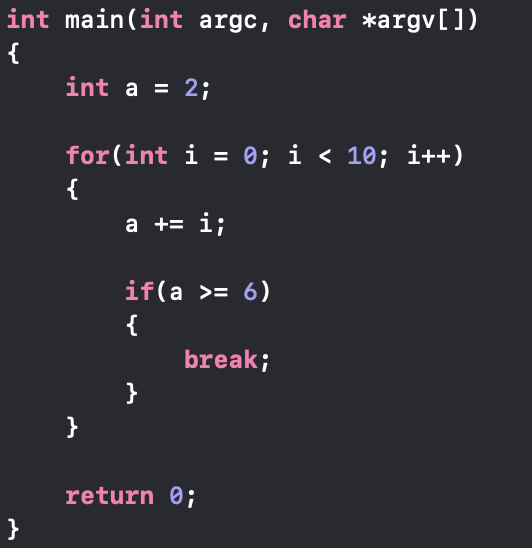 int main(int argc, char *argv[])
{
    int a = 2;

    for(int i = 0; i < 10; i++)
    {
        a += i;

        if(a >= 6)
        {
            break;
        }
    }

    return 0;
}